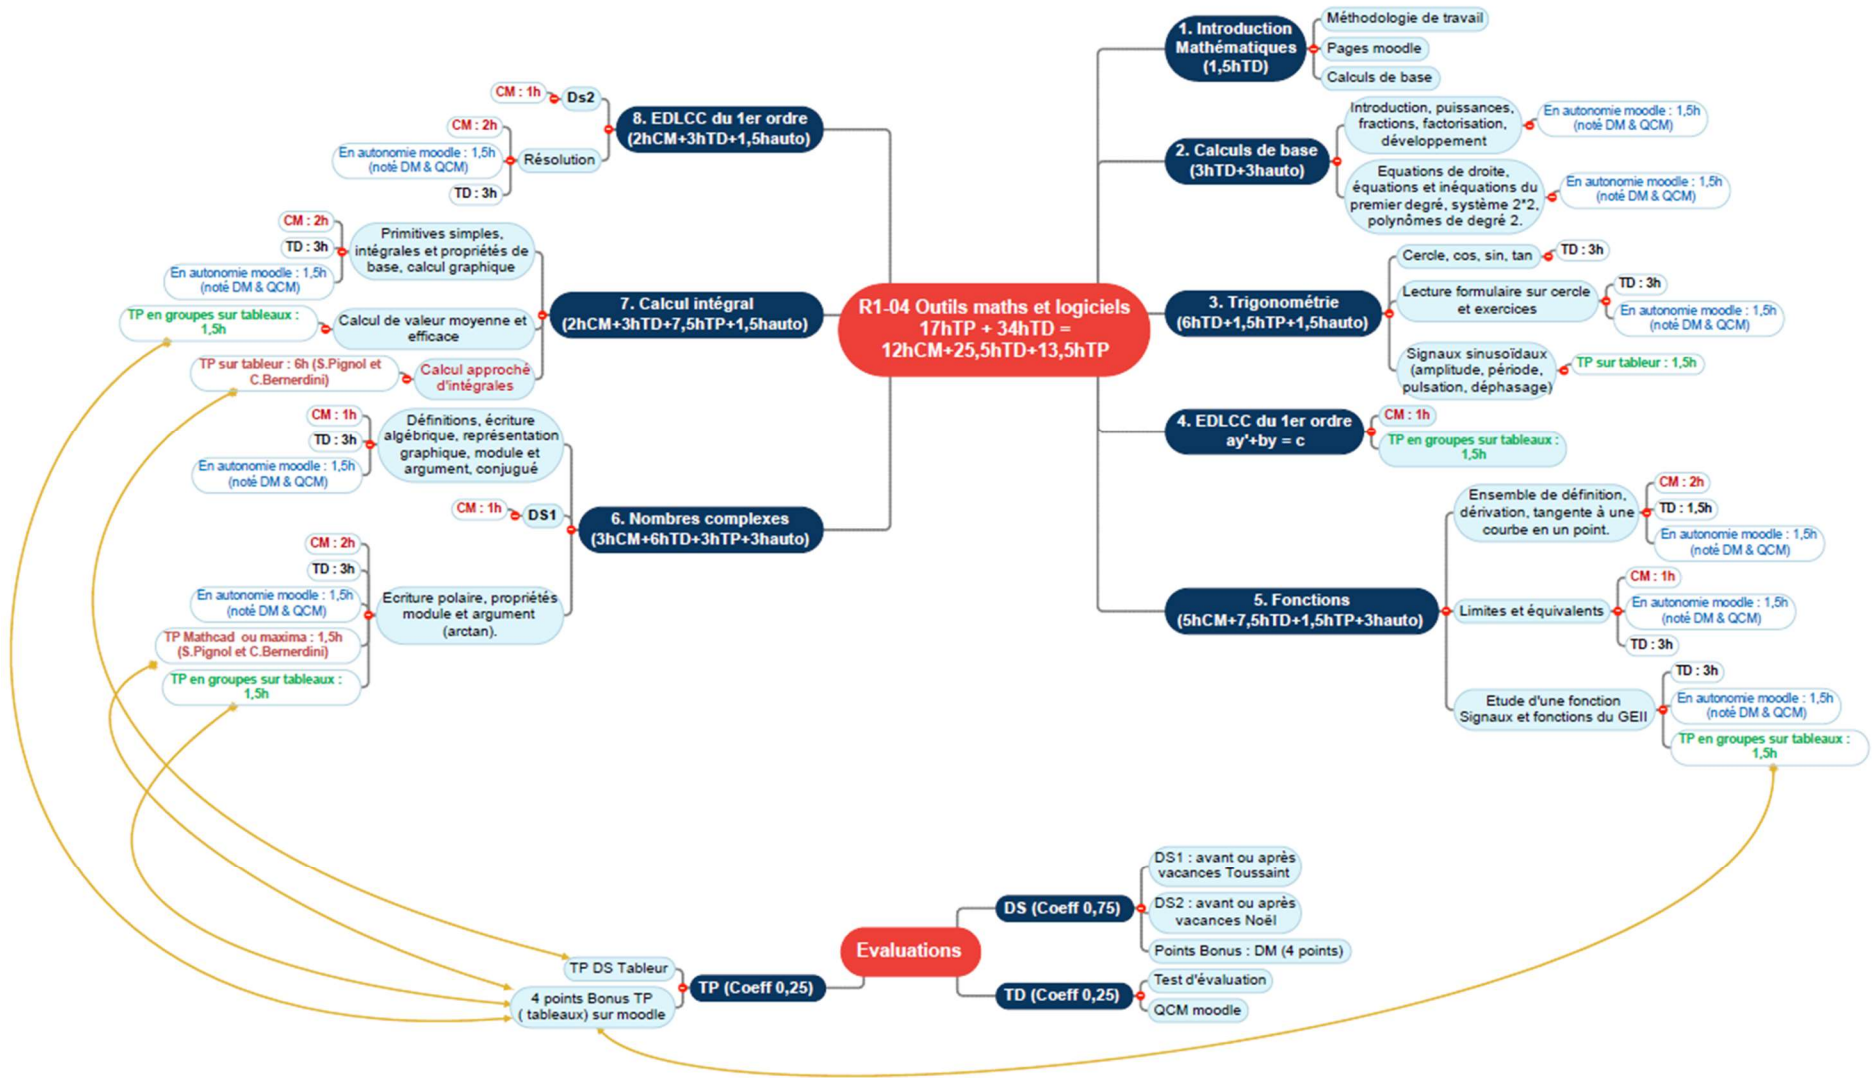 R1-04 Outils maths et logiciels
17hTP + 34hTD =
12hCM+25,5hTD+13,5hTP
1. Introduction
Mathématiques
(1,5hTD)
Méthodologie de travail
Pages moodle
Calculs de base
2. Calculs de base
(3hTD+3hauto)
Introduction, puissances,
fractions, factorisation,
développement
En autonomie moodle : 1,5h
(noté DM & QCM)
Equations de droite,
équations et inéquations du
premier degré, système 2*2,
polynômes de degré 2.
En autonomie moodle : 1,5h
(noté DM & QCM)
3. Trigonométrie
(6hTD+1,5hTP+1,5hauto)
Cercle, cos, sin, tan
TD : 3h
Lecture formulaire sur cercle
et exercices
TD : 3h
En autonomie moodle : 1,5h
(noté DM & QCM)
Signaux sinusoïdaux
(amplitude, période,
pulsation, déphasage)
TP sur tableur : 1,5h
4. EDLCC du 1er ordre
ay'+by = c
CM : 1h
TP en groupes sur tableaux :
1,5h
5. Fonctions
(5hCM+7,5hTD+1,5hTP+3hauto)
Ensemble de définition,
dérivation, tangente à une
courbe en un point.
CM : 2h
TD : 1,5h
En autonomie moodle : 1,5h
(noté DM & QCM)
Limites et équivalents
CM : 1h
En autonomie moodle : 1,5h
(noté DM & QCM)
TD : 3h
Etude d'une fonction
Signaux et fonctions du GEII
TD : 3h
En autonomie moodle : 1,5h
(noté DM & QCM)
TP en groupes sur tableaux :
1,5h
8. EDLCC du 1er ordre
(2hCM+3hTD+1,5hauto)
Ds2
CM : 1h
Résolution
CM : 2h
En autonomie moodle : 1,5h
(noté DM & QCM)
TD : 3h
7. Calcul intégral
(2hCM+3hTD+7,5hTP+1,5hauto)
Primitives simples,
intégrales et propriétés de
base, calcul graphique
CM : 2h
TD : 3h
En autonomie moodle : 1,5h
(noté DM & QCM)
Calcul de valeur moyenne et
efficace
TP en groupes sur tableaux :
1,5h
Calcul approché
d'intégrales
TP sur tableur : 6h (S.Pignol et
C.Bernerdini)
6. Nombres complexes
(3hCM+6hTD+3hTP+3hauto)
Définitions, écriture
algébrique, représentation
graphique, module et
argument, conjugué
CM : 1h
TD : 3h
En autonomie moodle : 1,5h
(noté DM & QCM)
DS1
CM : 1h
Ecriture polaire, propriétés
module et argument
(arctan).
CM : 2h
TD : 3h
En autonomie moodle : 1,5h
(noté DM & QCM)
TP Mathcad ou maxima : 1,5h
(S.Pignol et C.Bernerdini)
TP en groupes sur tableaux :
1,5h
Evaluations
DS (Coeff 0,75)
DS1 : avant ou après
vacances Toussaint
DS2 : avant ou après
vacances Noël
Points Bonus : DM (4 points)
TD (Coeff 0,25)
Test d'évaluation
QCM moodle
TP (Coeff 0,25)
TP DS Tableur
4 points Bonus TP
( tableaux) sur moodle